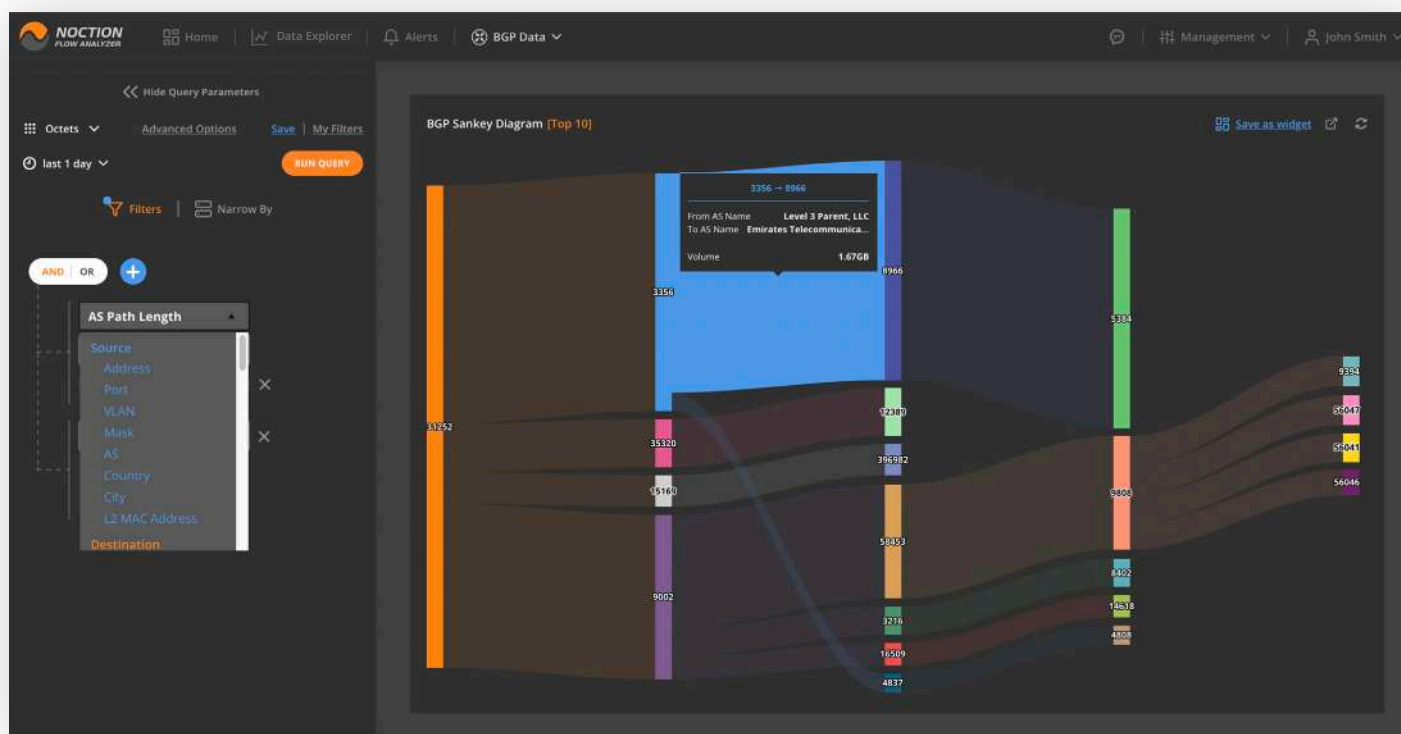 NOCTION
FLOW ANALYZER
Home
Data Explorer
Alerts
BGP Data
Management
John Smith
Hide Query Parameters
Octets
Advanced Options
Save | My Filters
last 1 day
RUN QUERY
Filters
Narrow By
AND | OR
AS Path Length
Source
Address
Port
VLAN
Mask
AS
Country
City
L2 MAC Address
Destination
BGP Sankey Diagram [Top 10]
Save as widget
3356 → 8966
From AS Name Level 3 Parent, LLC
To AS Name Emirates Telecommunica...
Volume 1.67GB
31252
3356
35320
15169
9002
8966
12389
396982
58453
3216
16509
4837
5384
9808
8402
14618
4808
9394
56047
56041
56046